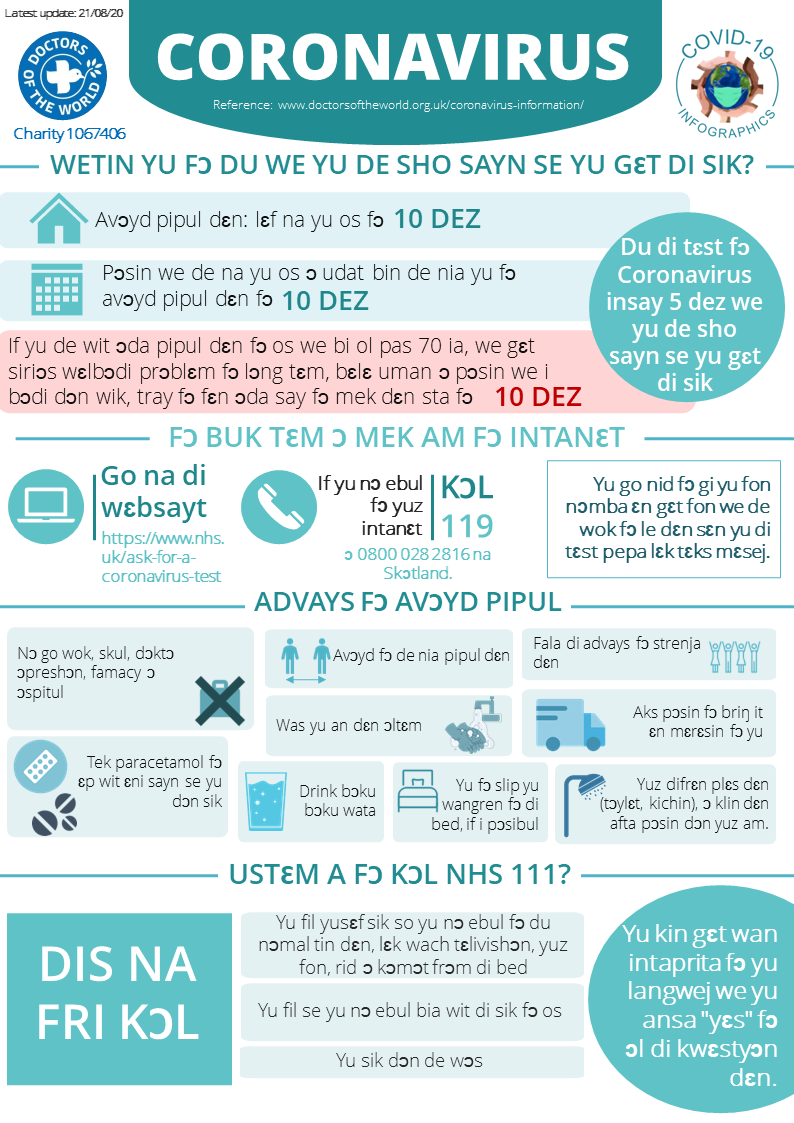 Latest update: 21/08/20
DOCTORS OF THE WORLD
Charity 1067406
CORONAVIRUS
Reference: www.doctorsoftheworld.org.uk/coronavirus-information/
COVID-19
INFOGRAPHICS
WETIN YU Fɔ DU WE YU DE SHO SAYN SE YU GɛT DI SIK?
Avɔyd pipul dɛn: lɛf na yu os fɔ 10 DEZ
Pɔsin we de na yu os ɔ udat bin de nia yu fɔ
avɔyd pipul dɛn fɔ 10 DEZ
If yu de wit ɔda pipul dɛn fɔ os we bi ol pas 70 ia, we gɛt
siriɔs wɛlbɔdi prɔblɛm fɔ lɔng tɛm, bɛlɛ uman ɔ pɔsin we i
bɔdi dɔn wik, tray fɔ fɛn ɔda say fɔ mek dɛn sta fɔ 10 DEZ
Du di tɛst fɔ
Coronavirus
insay 5 dez we
yu de sho
sayn se yu gɛt
di sik
Fɔ BUK TɛM ɔ MEK AM Fɔ INTANɛT
Go na di
wɛbsayt
https://www.nhs.
uk/ask-for-a-
coronavirus-test
If yu nɔ ebul
fɔ yuz
intanɛt
KɔL
119
ɔ 0800 028 2816 na
Skɔtland.
Yu go nid fɔ gi yu fon
nɔmba ɛn gɛt fon we de
wok fɔ le dɛn sɛn yu di
tɛst pepa lɛk tɛks mɛsej.
ADVAYS Fɔ AVɔYD PIPUL
Nɔ go wok, skul, dɔktɔ
ɔpreshɔn, famacy ɔ
ɔspitul
Avɔyd fɔ de nia pipul dɛn
Fala di advays fɔ strenja
dɛn
Was yu an dɛn ɔltɛm
Aks pɔsin fɔ briŋ it
ɛn mɛrɛsin fɔ yu
Tek paracetamol fɔ
ɛp wit ɛni sayn se yu
dɔn sik
Drink bɔku
bɔku wata
Yu fɔ slip yu
wangren fɔ di
bed, if i posibul
Yuz difrɛn plɛs dɛn
(tɔylɛt, kichin), ɔ klin dɛn
afta pɔsin dɔn yuz am.
USTɛM A Fɔ KɔL NHS 111?
DIS NA
FRI KɔL
Yu fil yusɛf sik so yu nɔ ebul fɔ du
nɔmal tin dɛn, lɛk wach tɛlivishɔn, yuz
fon, rid ɔ kɔmɔt frɔm di bed
Yu fil se yu nɔ ebul bia wit di sik fɔ os
Yu sik dɔn de wɔs
Yu kin gɛt wan
intaprita fɔ yu
langwej we yu
ansa "yɛs" fɔ
ɔl di kwɛstyɔn
dɛn.